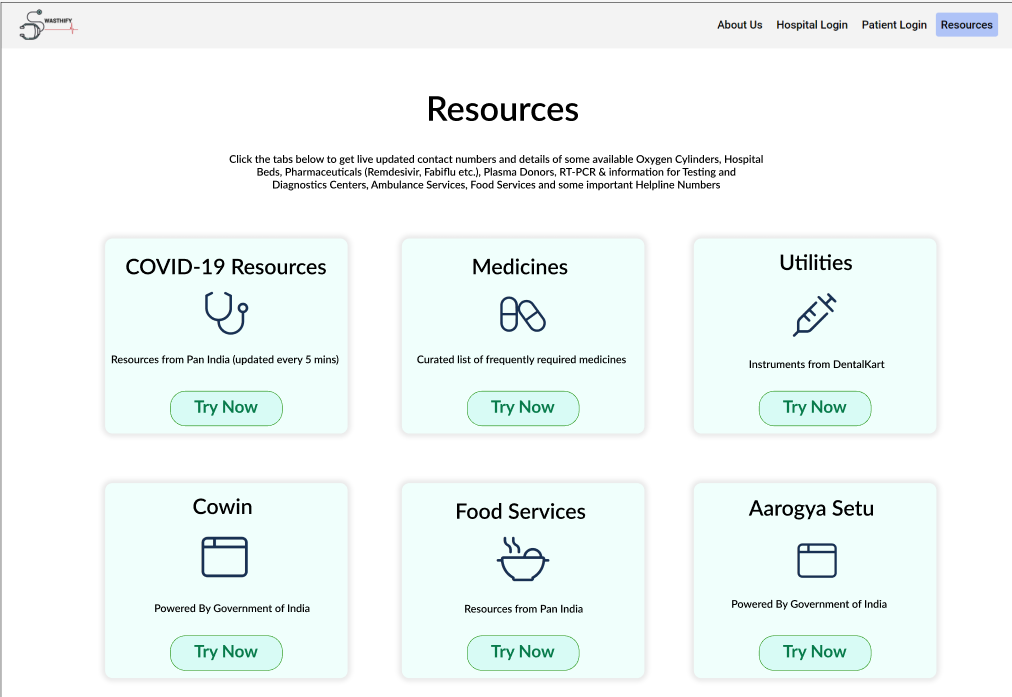 SWASTHIFY
About Us Hospital Login Patient Login Resources
Resources
Click the tabs below to get live updated contact numbers and details of some available Oxygen Cylinders, Hospital
Beds, Pharmaceuticals (Remdesivir, Fabiflu etc.), Plasma Donors, RT-PCR & information for Testing and
Diagnostics Centers, Ambulance Services, Food Services and some important Helpline Numbers
COVID-19 Resources
Resources from Pan India (updated every 5 mins)
Try Now
Medicines
Curated list of frequently required medicines
Try Now
Utilities
Instruments from DentalKart
Try Now
Cowin
Powered By Government of India
Try Now
Food Services
Resources from Pan India
Try Now
Aarogya Setu
Powered By Government of India
Try Now